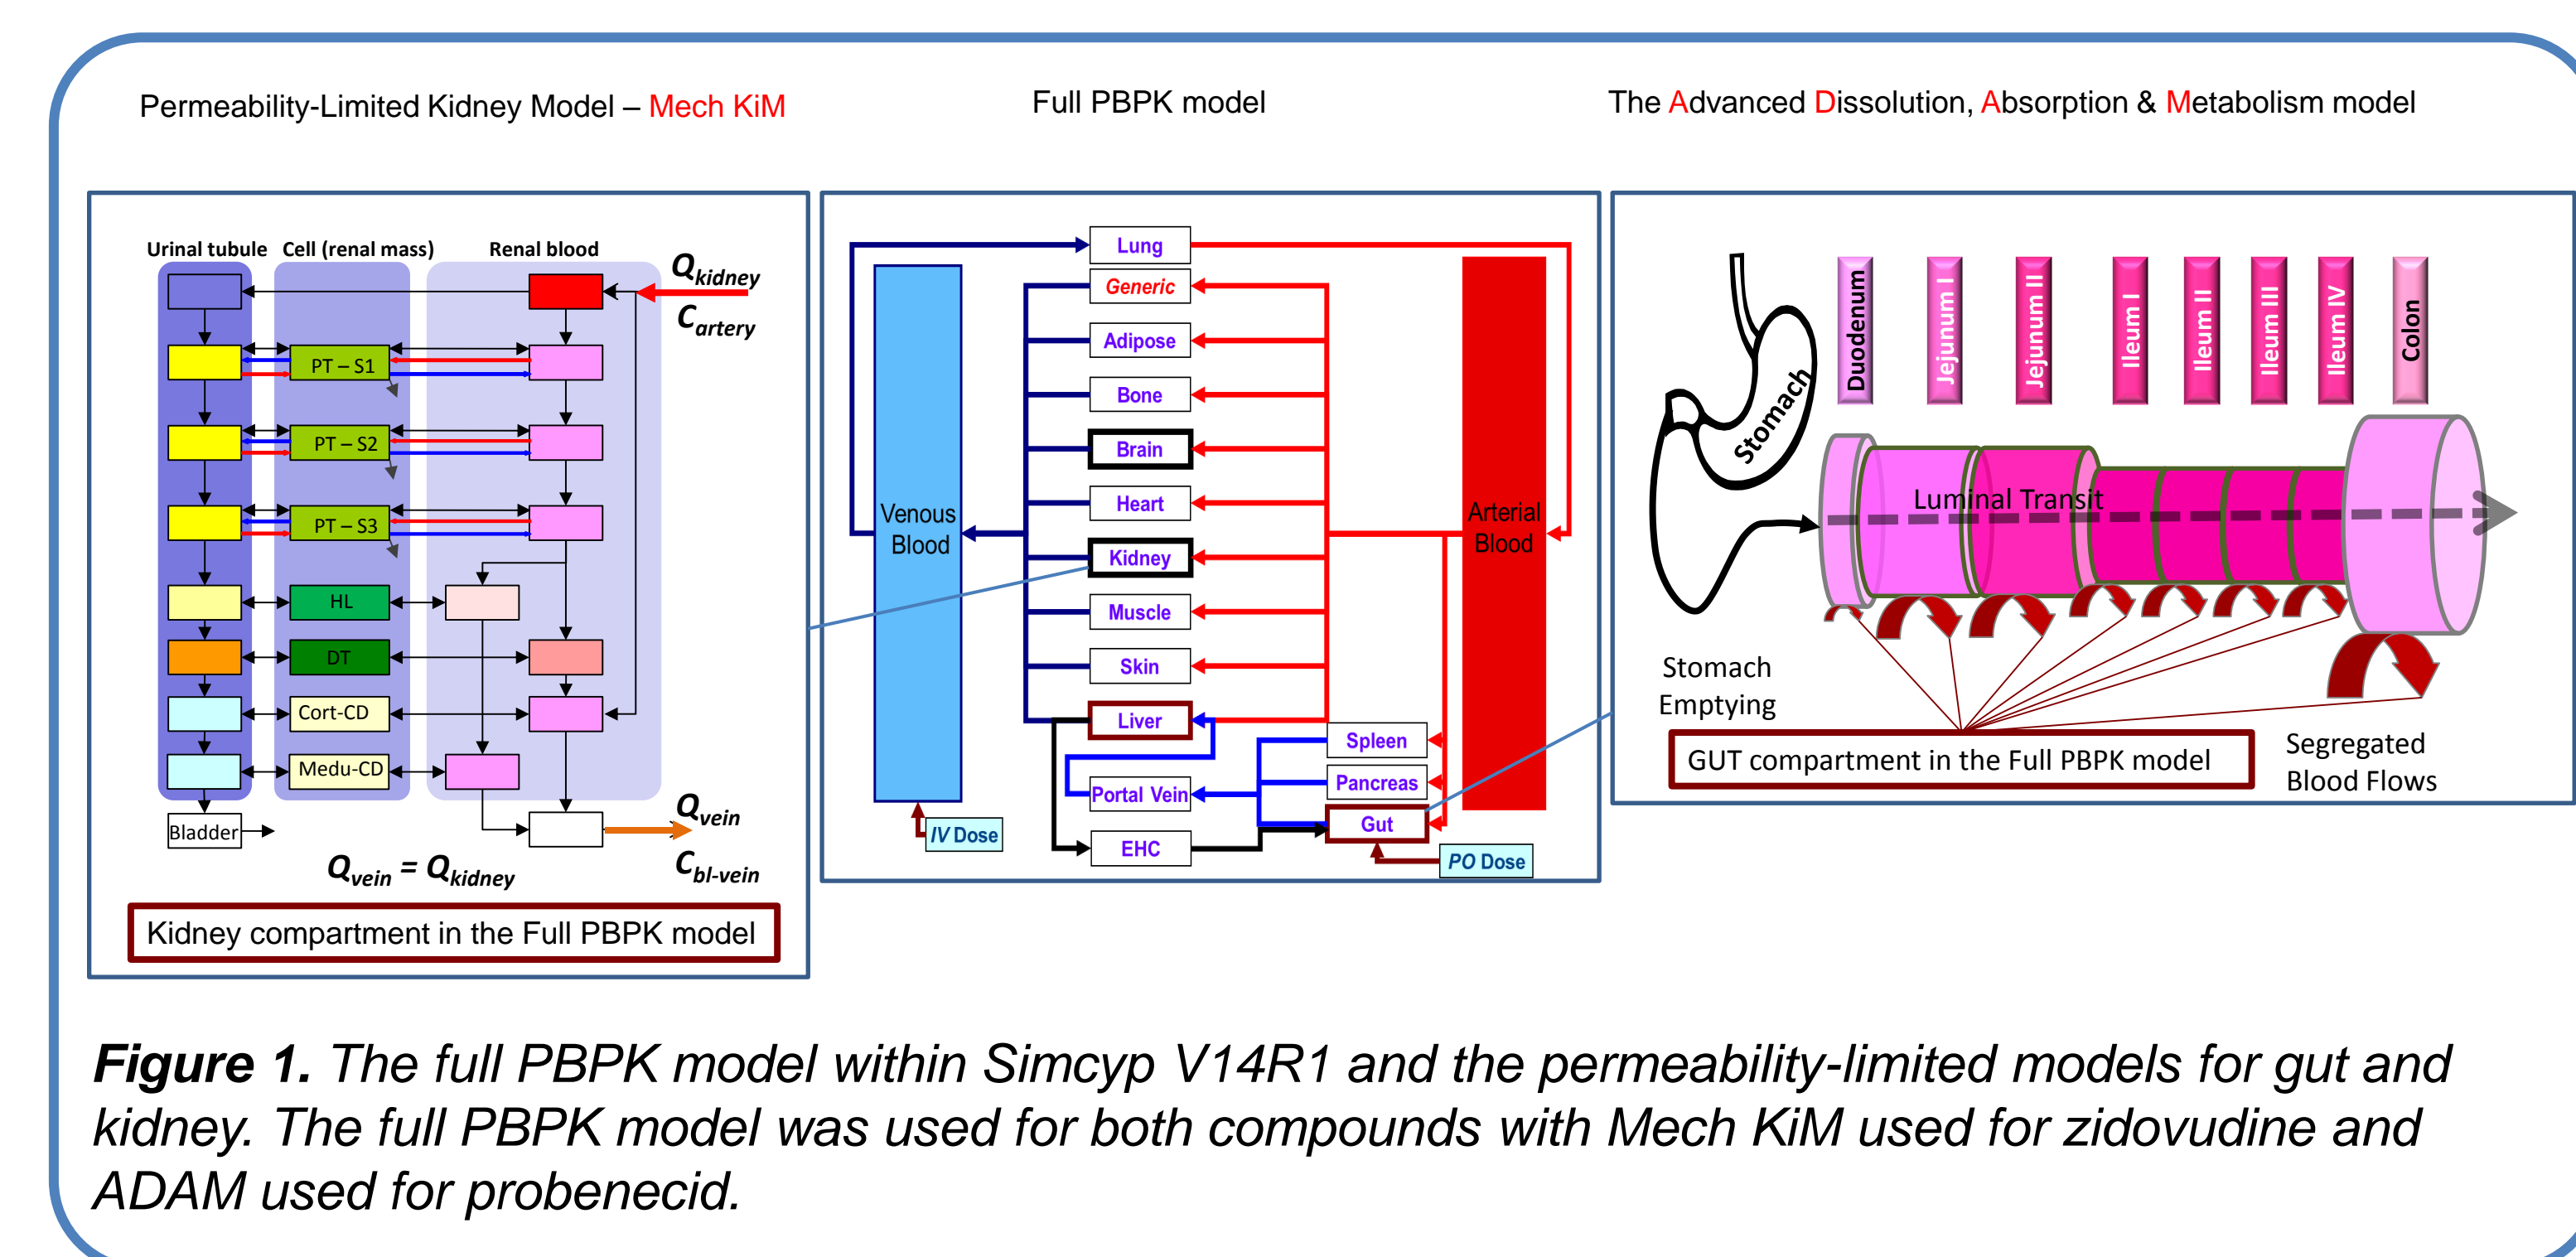 Permeability-Limited Kidney Model – Mech KiM
Full PBPK model
The Advanced Dissolution, Absorption & Metabolism model
Urinal tubule
Cell (renal mass)
Renal blood
Qkidney
Cartery
PT – S1
PT – S2
PT – S3
HL
DT
Cort-CD
Medu-CD
Bladder
Qvein
Cbl-vein
Qvein = Qkidney
Kidney compartment in the Full PBPK model
Venous
Blood
Lung
Generic
Adipose
Bone
Brain
Heart
Kidney
Muscle
Skin
Liver
Portal Vein
EHC
Spleen
Pancreas
Gut
IV Dose
PO Dose
Arterial
Blood
Stomach
Duodenum
Jejunum I
Jejunum II
Ileum I
Ileum II
Ileum III
Ileum IV
Colon
Luminal Transit
Stomach
Emptying
GUT compartment in the Full PBPK model
Segregated
Blood Flows
Figure 1. The full PBPK model within Simcyp V14R1 and the permeability-limited models for gut and
kidney. The full PBPK model was used for both compounds with Mech KiM used for zidovudine and
ADAM used for probenecid.